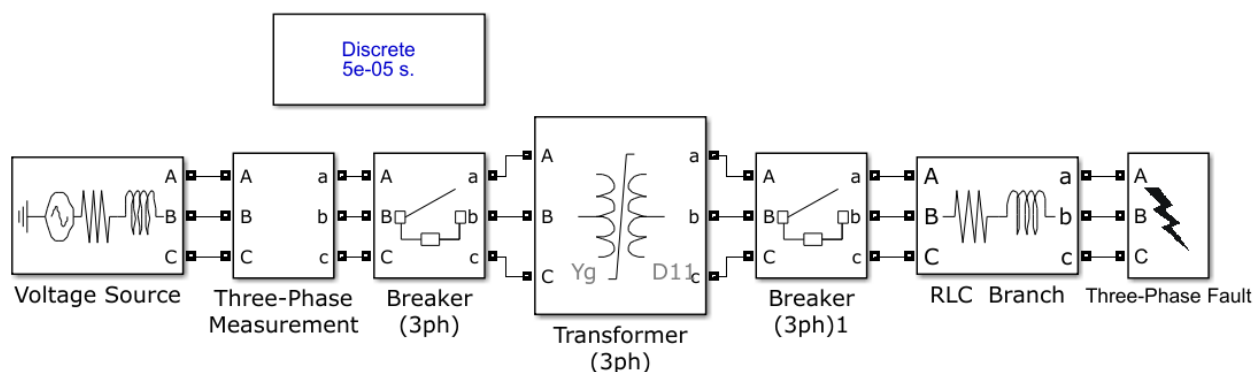 Discrete
5e-05 s.
A
B
C
Voltage Source
A
B
C
a
b
c
Three-Phase
Measurement
A
B
C
a
b
c
Breaker
(3ph)
A
B
C
a
b
c
Yg
D11
Transformer
(3ph)
A
B
C
a
b
c
Breaker
(3ph)1
A
B
C
a
b
c
RLC Branch
A
B
C
Three-Phase Fault